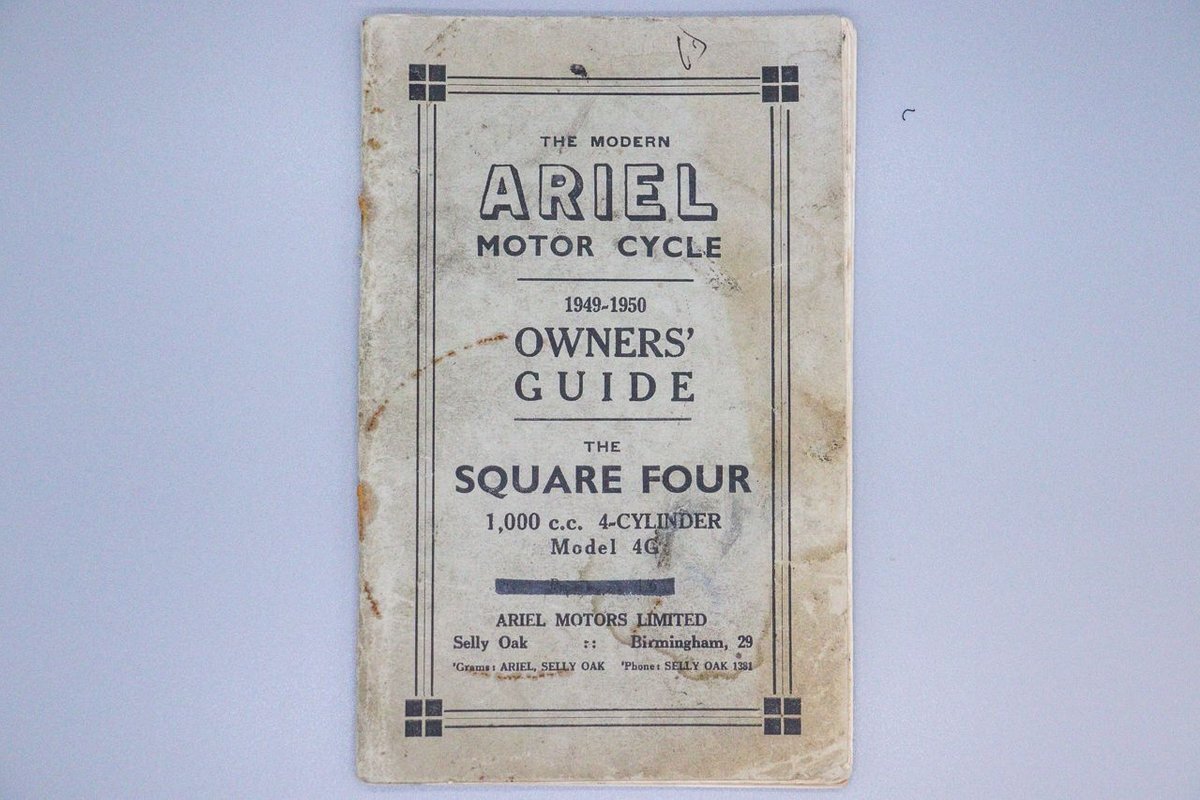 THE MODERN
ARIEL
MOTOR CYCLE
1949-1950
OWNERS'
GUIDE
THE
SQUARE FOUR
1,000 c.c. 4-CYLINDER
Model 4G
ARIEL MOTORS LIMITED
Selly Oak :: Birmingham, 29
'Grams: ARIEL, SELLY OAK 'Phone: SELLY OAK 1381